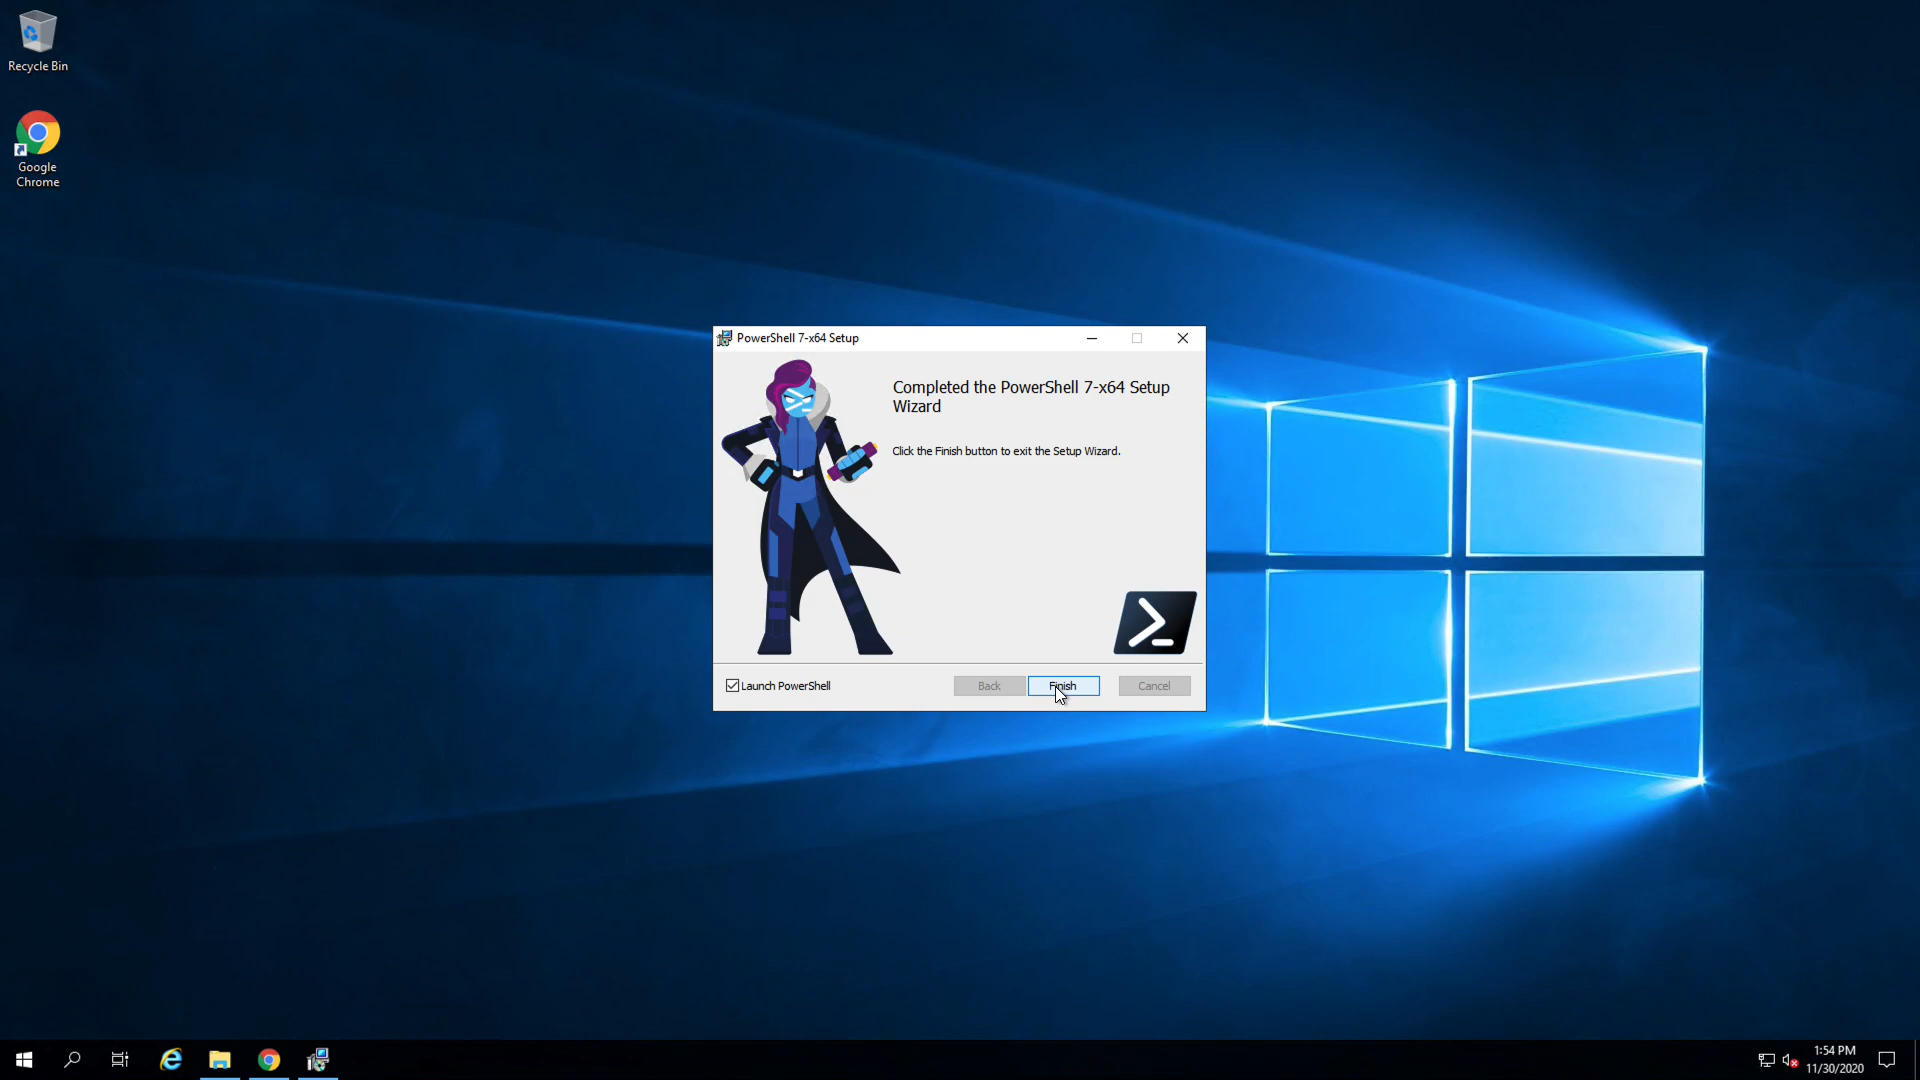 Recycle Bin
Google
Chrome
PowerShell 7-x64 Setup
Completed the PowerShell 7-x64 Setup
Wizard
Click the Finish button to exit the Setup Wizard.
Launch PowerShell
Back
Finish
Cancel
1:54 PM
11/30/2020